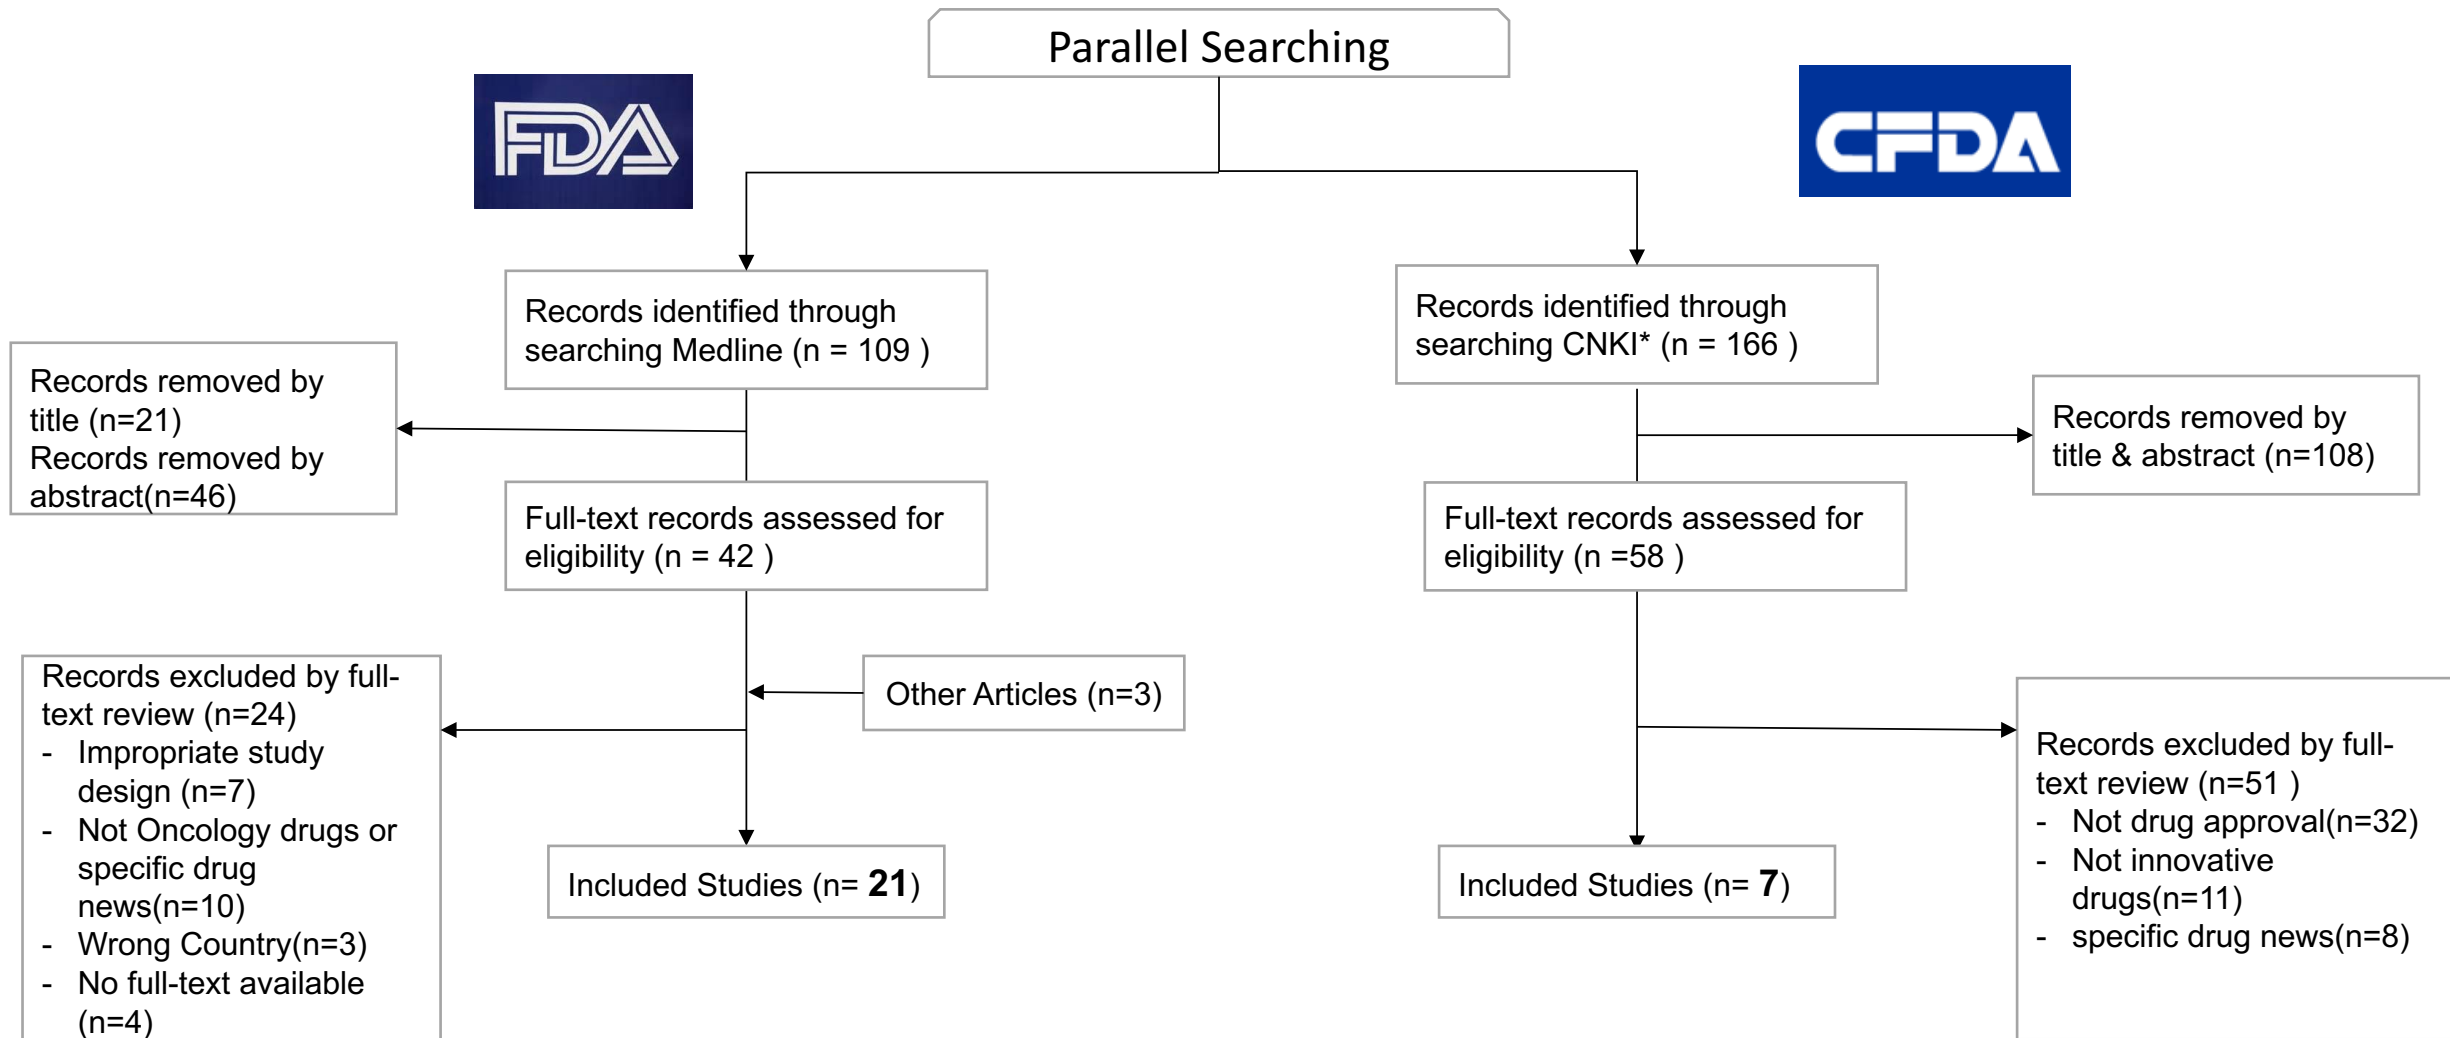 Parallel Searching
FDA
CFDA
Records identified through
searching Medline (n = 109 )
Records identified through
searching CNKI* (n = 166 )
Records removed by
title (n=21)
Records removed by
abstract(n=46)
Records removed by
title & abstract (n=108)
Full-text records assessed for
eligibility (n = 42 )
Full-text records assessed for
eligibility (n =58 )
Other Articles (n=3)
Records excluded by full-
text review (n=24)
- Impropriate study
design (n=7)
- Not Oncology drugs or
specific drug
news(n=10)
- Wrong Country(n=3)
- No full-text available
(n=4)
Records excluded by full-
text review (n=51 )
- Not drug approval(n=32)
- Not innovative
drugs(n=11)
- specific drug news(n=8)
Included Studies (n= 21)
Included Studies (n= 7)